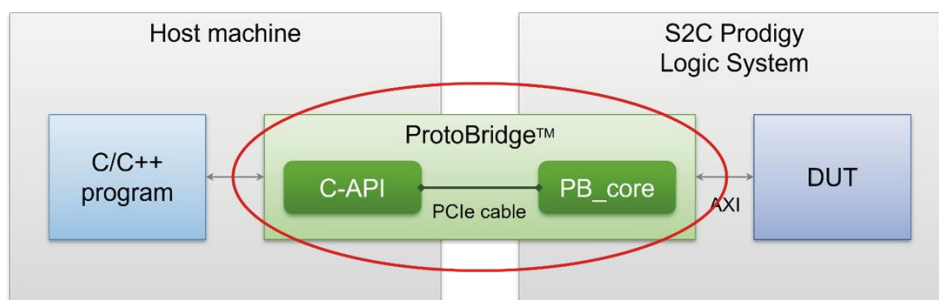 Host machine
S2C Prodigy
Logic System
ProtoBridge™
C/C++
program
C-API
PCIe cable
PB_core
AXI
DUT